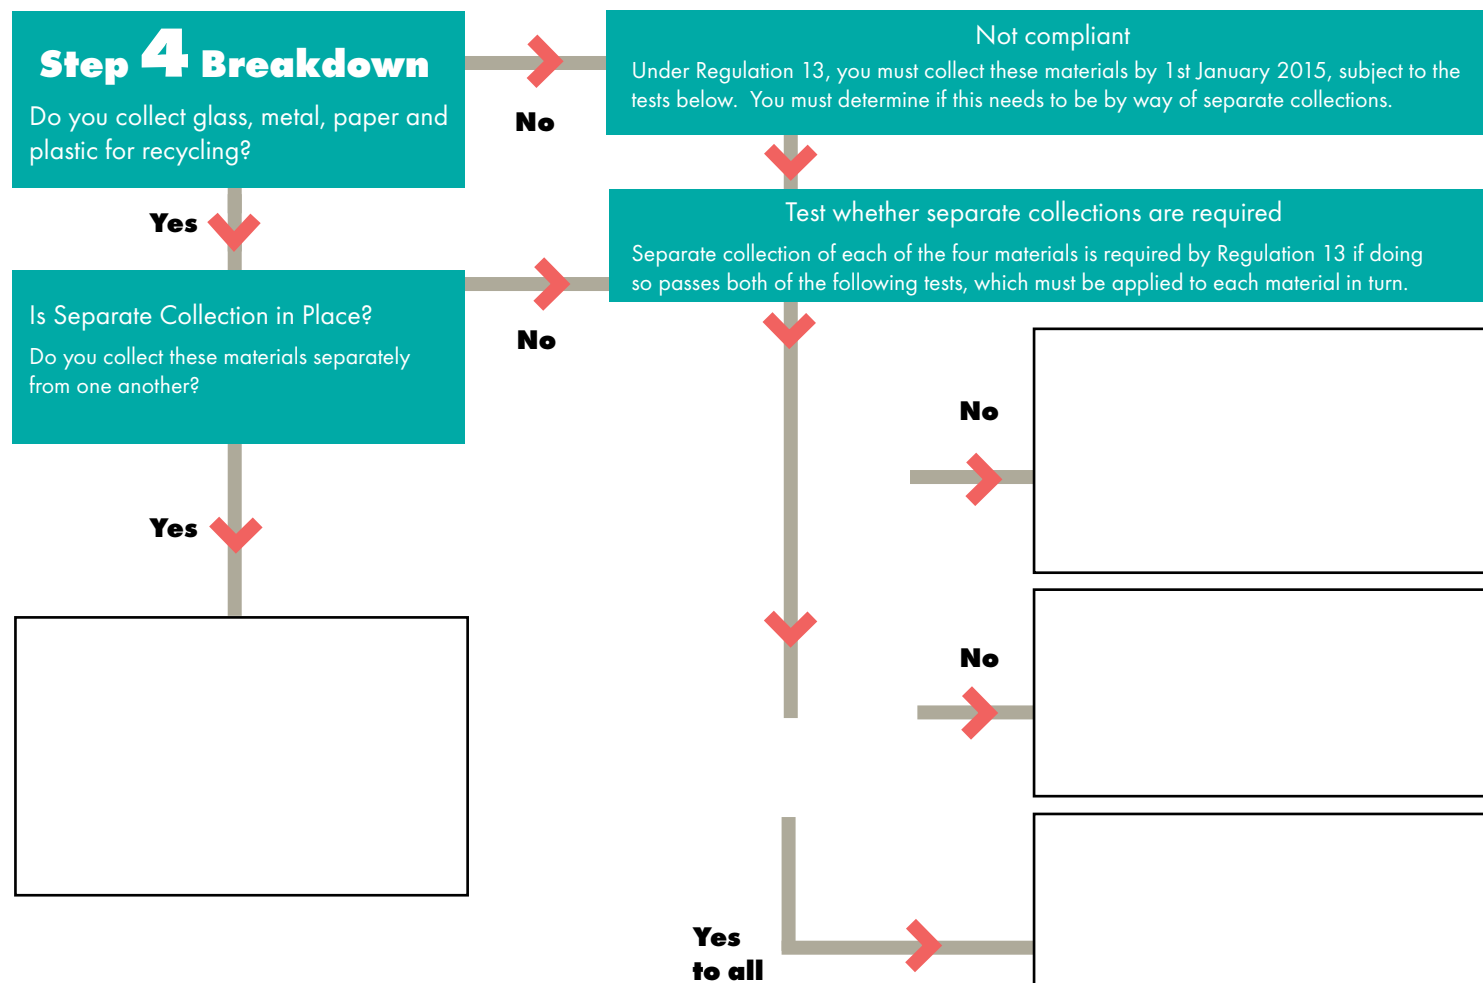 Step 4 Breakdown
Do you collect glass, metal, paper and
plastic for recycling?
No
Not compliant
Under Regulation 13, you must collect these materials by 1st January 2015, subject to the
tests below.  You must determine if this needs to be by way of separate collections.
Yes
Test whether separate collections are required
Separate collection of each of the four materials is required by Regulation 13 if doing
so passes both of the following tests, which must be applied to each material in turn.
Is Separate Collection in Place?
Do you collect these materials separately
from one another?
No
No
Yes
No
Yes
to all